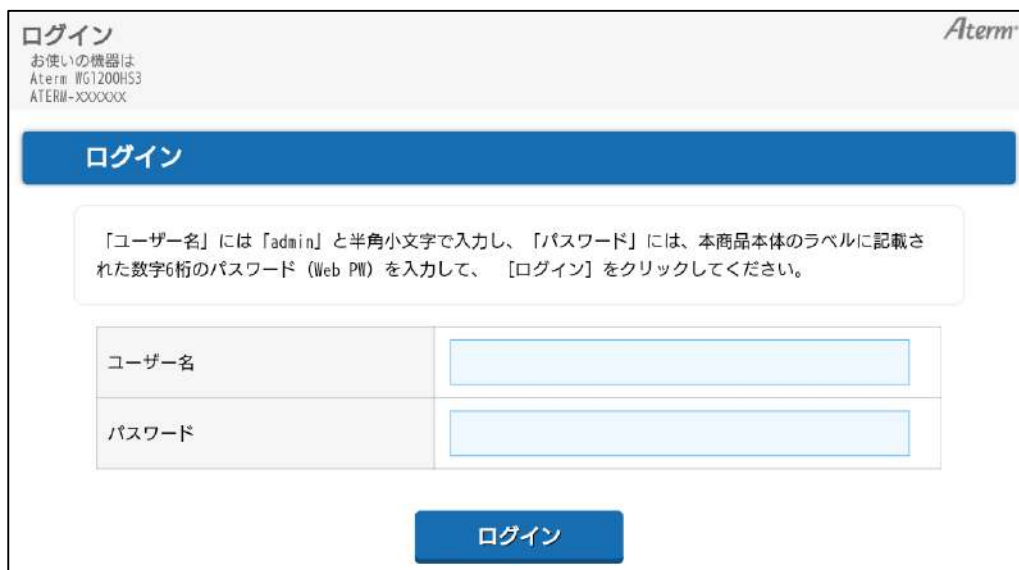 ログイン
Aterm
お使いの機器は
Aterm WG1200HS3
ATERM-XXXXXX
ログイン
「ユーザー名」には「admin」と半角小文字で入力し、「パスワード」には、本商品本体のラベルに記載さ
れた数字6桁のパスワード（Web PW）を入力して、　［ログイン］をクリックしてください。
ユーザー名
パスワード
ログイン